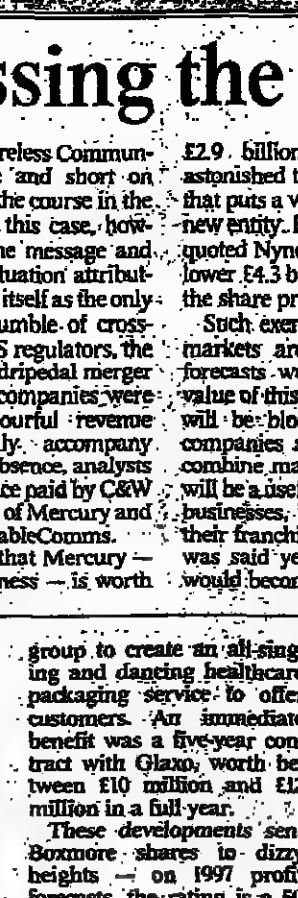 ssing the
reless Commun-
e and short on
the course in the
this case, how-
ne message and
luation attribut-
itself as the only
umble of cross-
S regulators, the
dripedal merger
companies were
ourful revenue
ly accompany
bsence, analysts
ce paid by C&W
of Mercury and
ableComms.
that Mercury —
ness — is worth
£2.9 billion
astonished t
that puts a v
new entity.
quoted Nyne
lower £4.3 b
the share pr
Such exer
markets are
forecasts w
value of this
will be blo
companies a
combine ma
will be a usef
businesses,
their franchi
was said ye
would becom
group to create an all-sing-
ing and dancing healthcare
packaging service to offe
customers. An immediate
benefit was a five-year con
tract with Glaxo, worth be
tween £10 million and £12
million in a full year.
These developments sen
Boxmore shares to dizzy
heights — on 1997 profi
forecasts, the rating is a